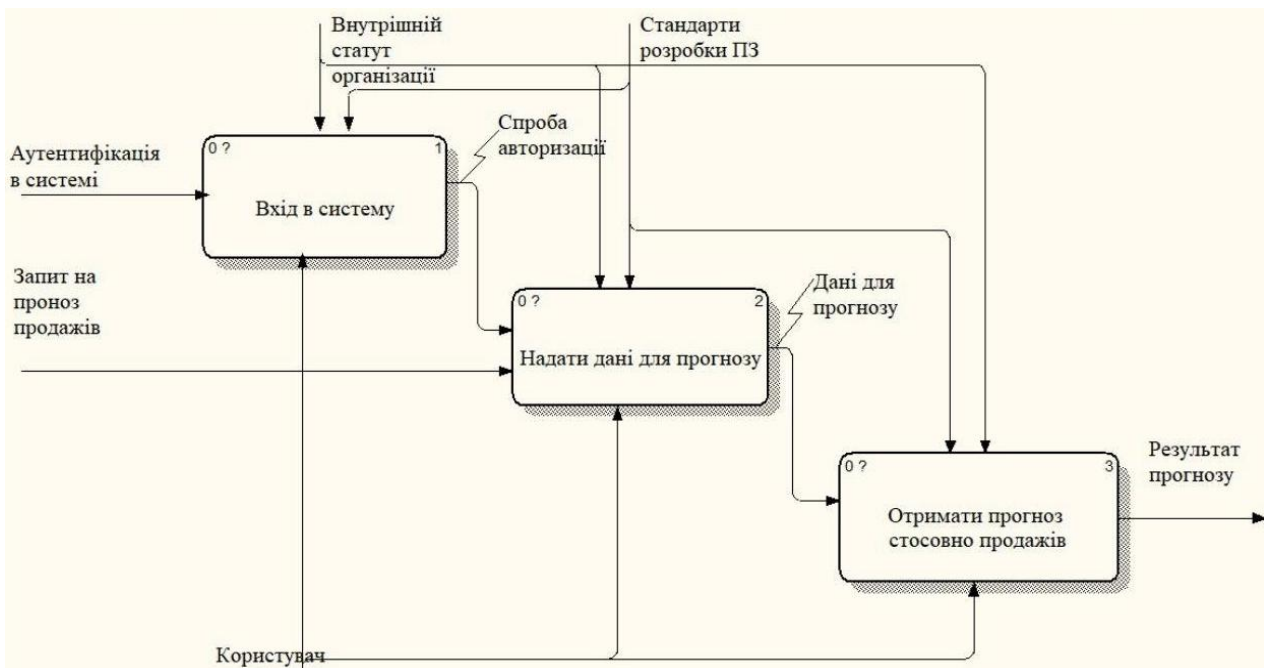 Внутрішній
статут
організації
Стандарти
розробки ПЗ
Аутентифікація
в системі
0 ?
1
Вхід в систему
Спроба
авторизації
Запит на
проноз
продажів
0 ?
2
Надати дані для прогнозу
Дані для
прогнозу
0 ?
3
Отримати прогноз
стосовно продажів
Результат
прогнозу
Користувач